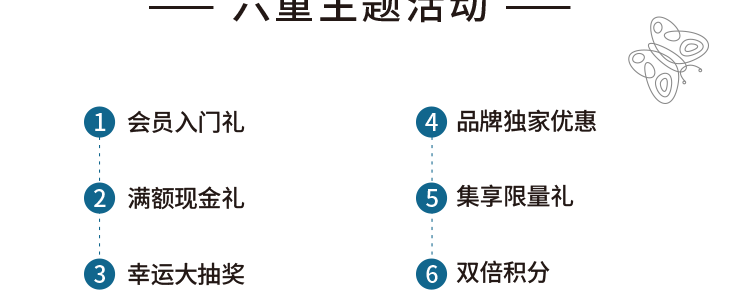 六重主题活动
1 会员入门礼
2 满额现金礼
3 幸运大抽奖
4 品牌独家优惠
5 集享限量礼
6 双倍积分